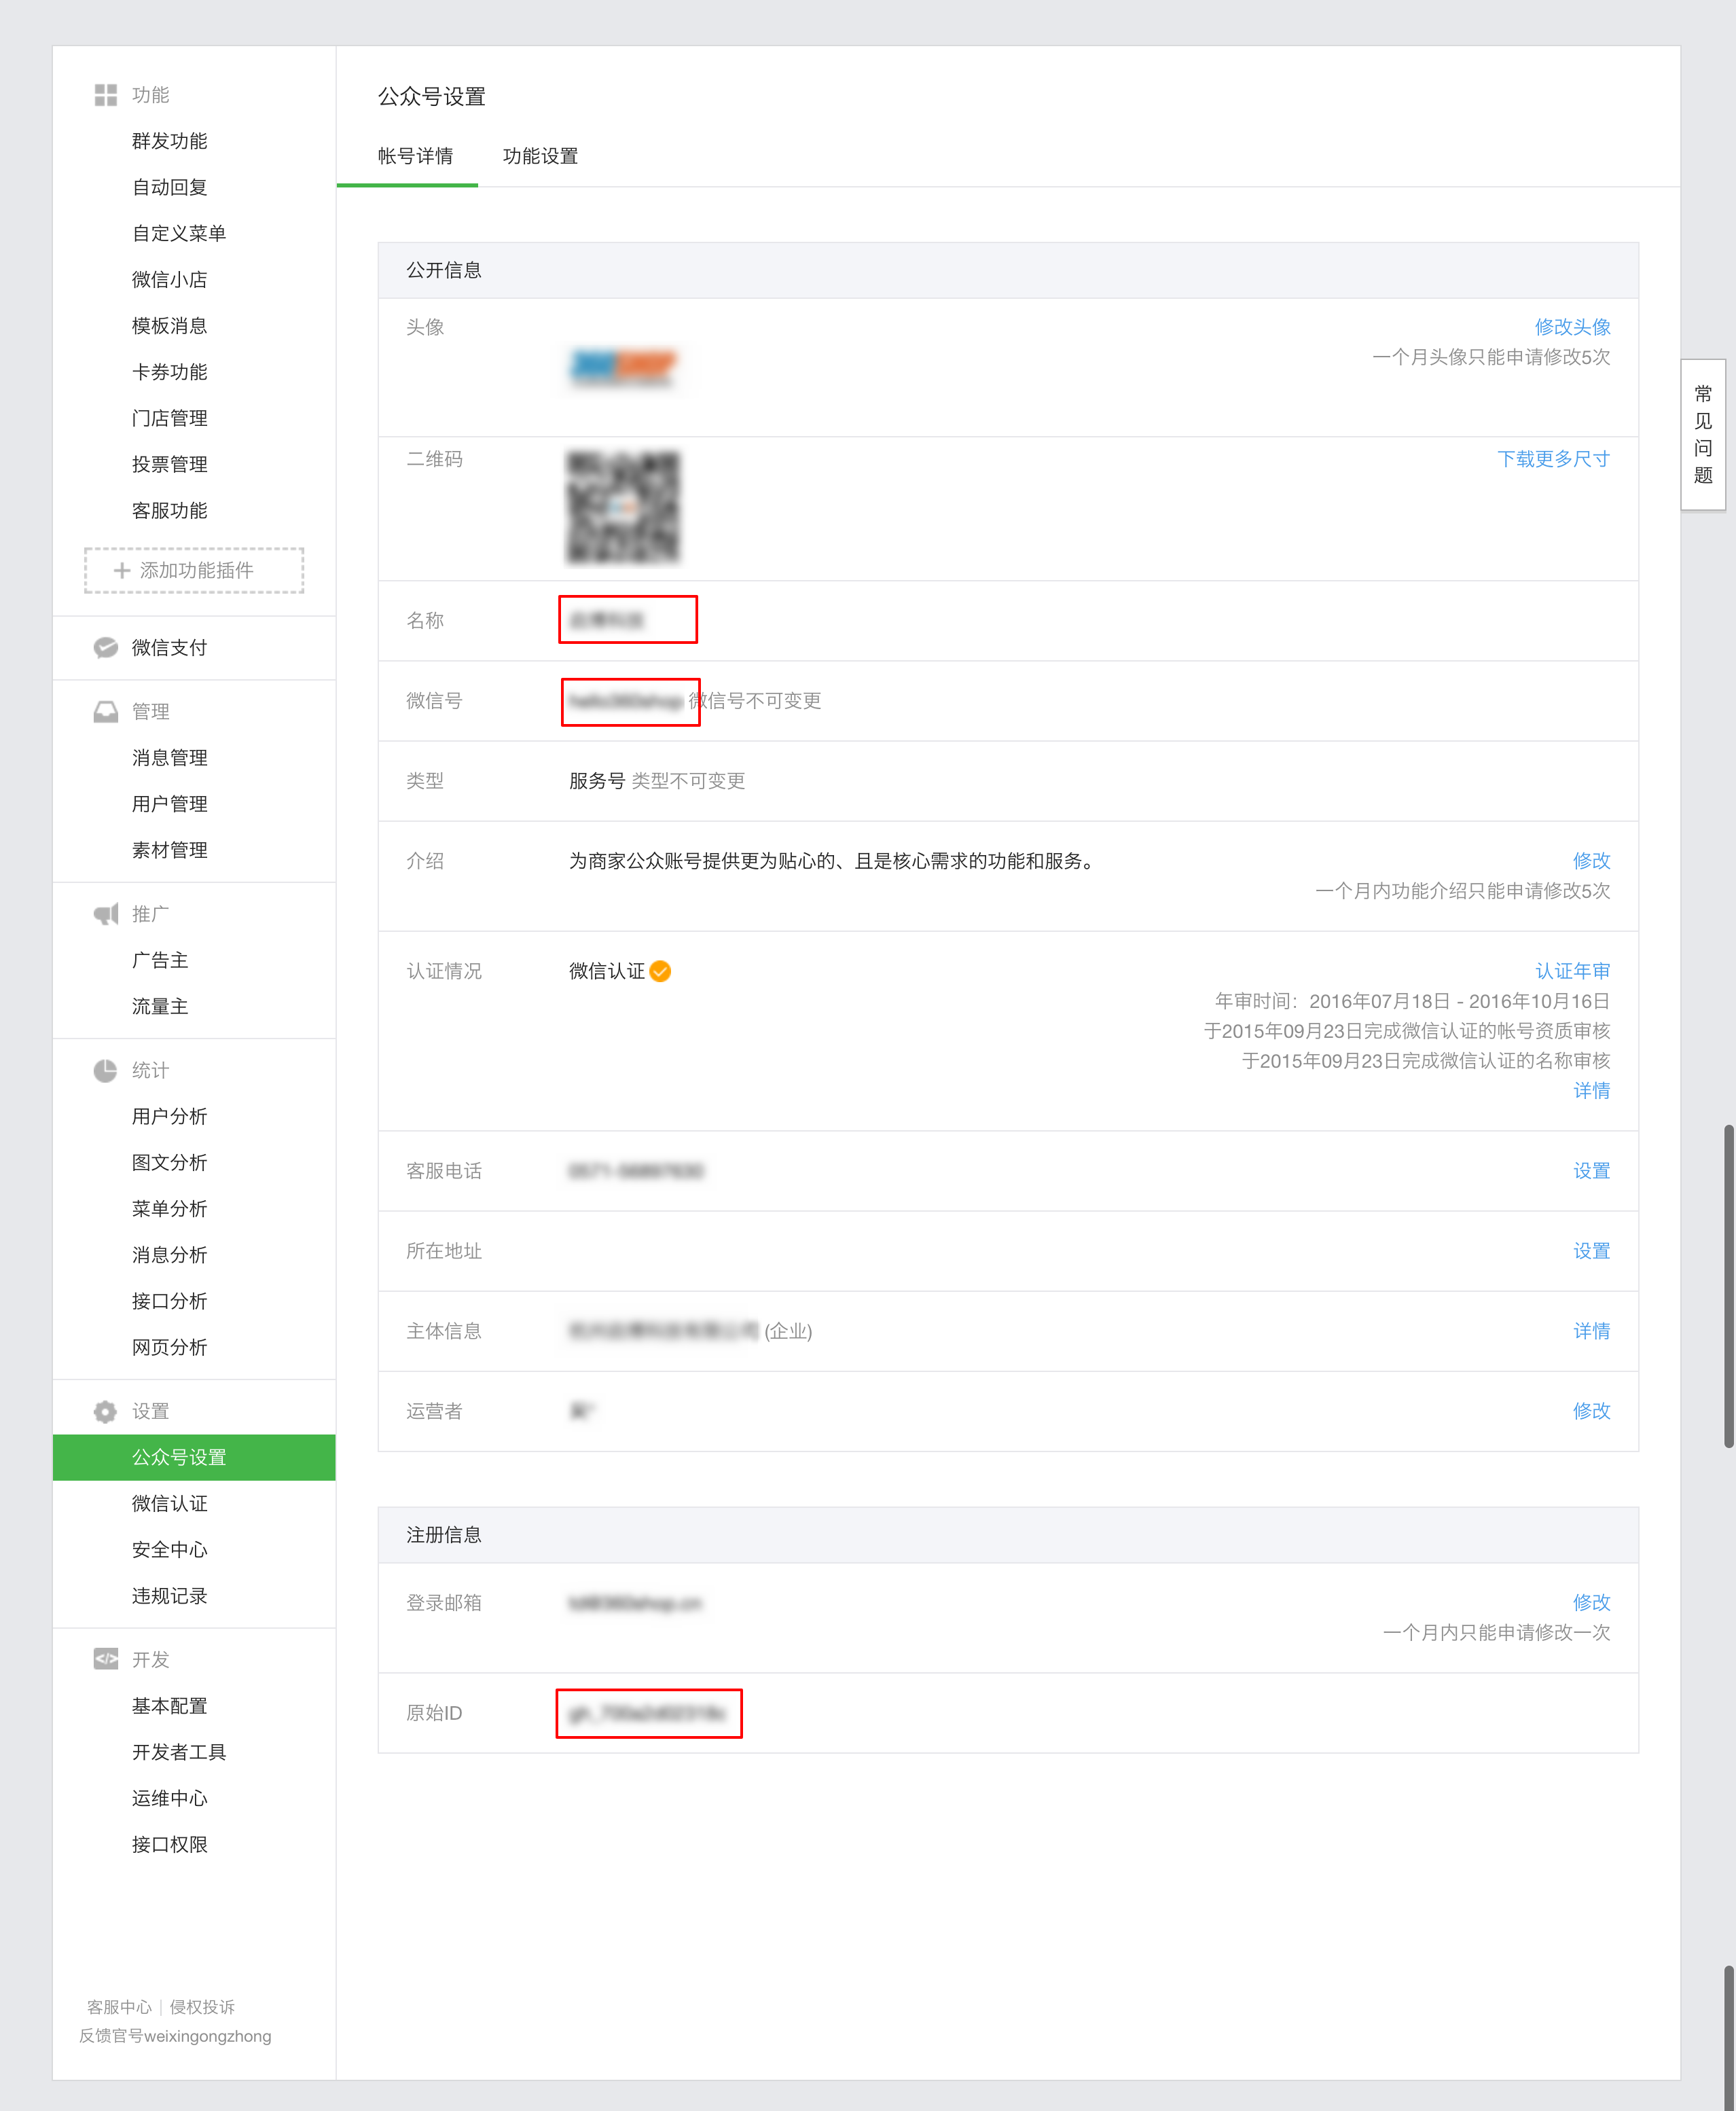 功能
群发功能
自动回复
自定义菜单
微信小店
模板消息
卡券功能
门店管理
投票管理
客服功能
添加功能插件
微信支付
管理
消息管理
用户管理
素材管理
推广
广告主
流量主
统计
用户分析
图文分析
菜单分析
消息分析
接口分析
网页分析
设置
公众号设置
微信认证
安全中心
违规记录
开发
基本配置
开发者工具
运维中心
接口权限
客服中心 | 侵权投诉
反馈官号weixingongzhong
公众号设置
帐号详情 功能设置
公开信息
头像 修改头像
一个月头像只能申请修改5次
二维码 下载更多尺寸
名称
微信号 微信号不可变更
类型 服务号 类型不可变更
介绍 为商家公众账号提供更为贴心的、且是核心需求的功能和服务。 修改
一个月内功能介绍只能申请修改5次
认证情况 微信认证 认证年审
年审时间：2016年07月18日 - 2016年10月16日
于2015年09月23日完成微信认证的帐号资质审核
于2015年09月23日完成微信认证的名称审核
详情
客服电话 设置
所在地址 设置
主体信息 (企业) 详情
运营者 修改
注册信息
登录邮箱 修改
一个月内只能申请修改一次
原始ID
常见问题